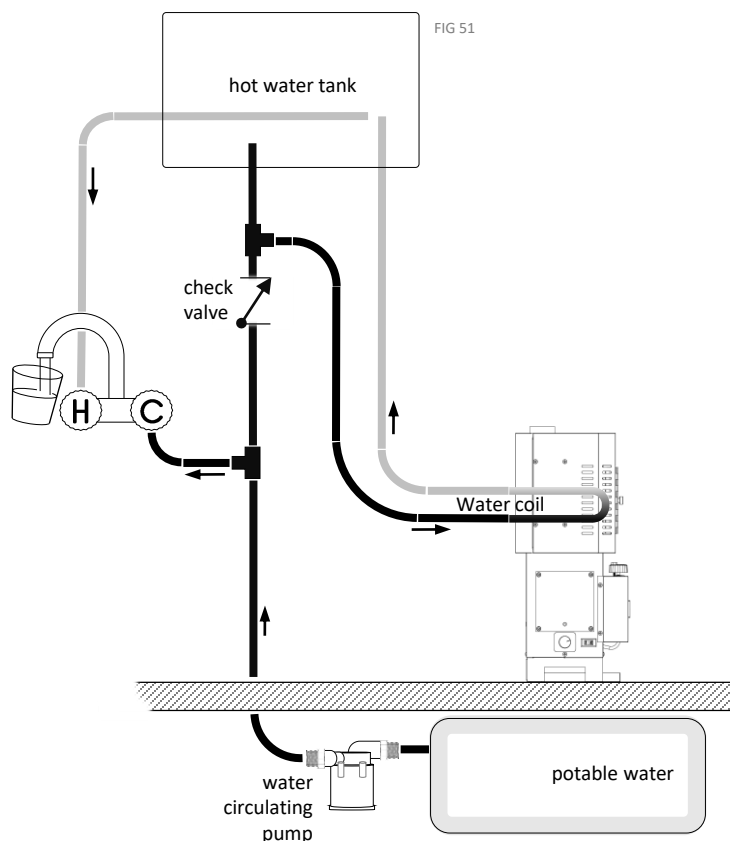 FIG 51
hot water tank
check
valve
H
C
Water coil
potable water
water
circulating
pump